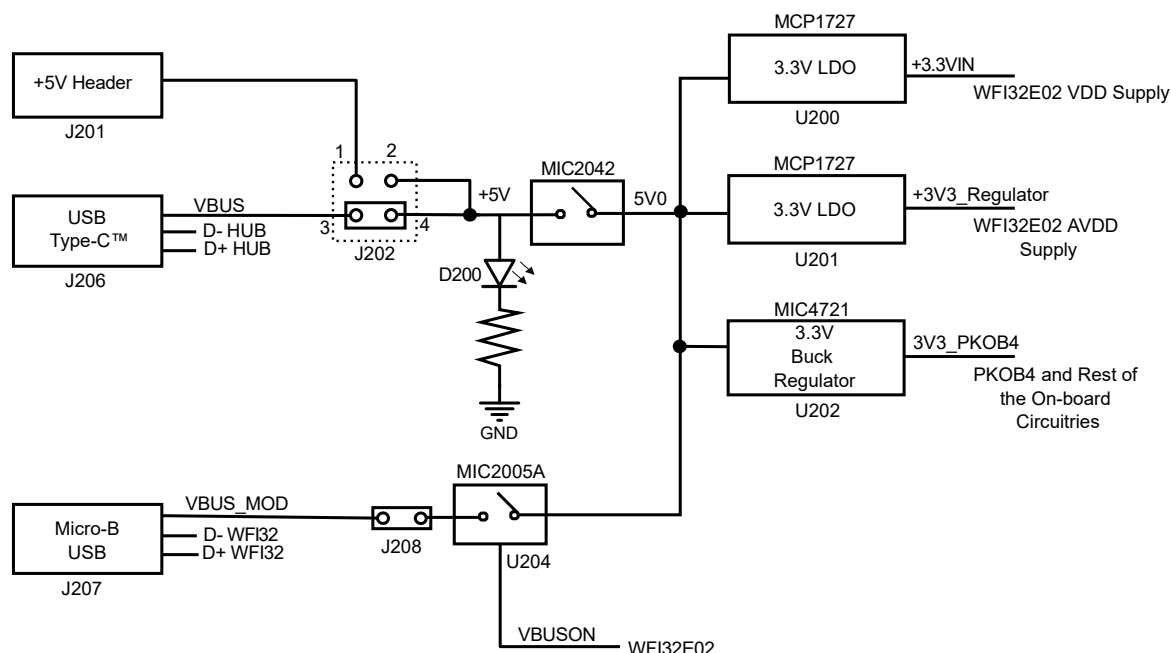 +5V Header
J201
USB
Type-C™
J206
VBUS
D- HUB
D+ HUB
1
2
3
4
J202
+5V
D200
GND
MIC2042
5V0
MCP1727
3.3V LDO
U200
+3.3VIN
WFI32E02 VDD Supply
MCP1727
3.3V LDO
U201
+3V3_Regulator
WFI32E02 AVDD
Supply
MIC4721
3.3V
Buck
Regulator
U202
3V3_PKOB4
PKOB4 and Rest of
the On-board
Circuitries
Micro-B
USB
J207
VBUS_MOD
D- WFI32
D+ WFI32
J208
MIC2005A
U204
VBUSON
WFI32E02